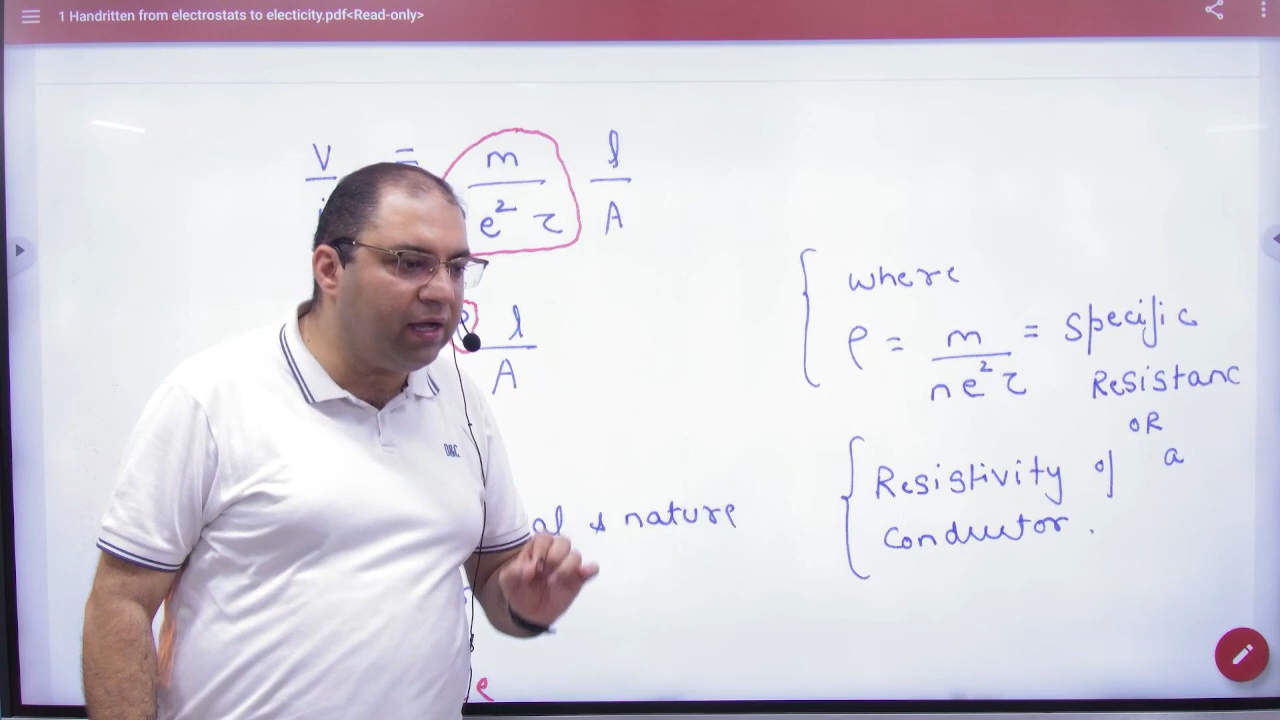 1 Handritten from electrostats to electicity.pdf<Read-only>
V = m l
e² τ A
l
A
where
ρ = m = Specific
ne²τ Resistanc
OR
Resistivity of a
Conductor.
& nature
e
D&C